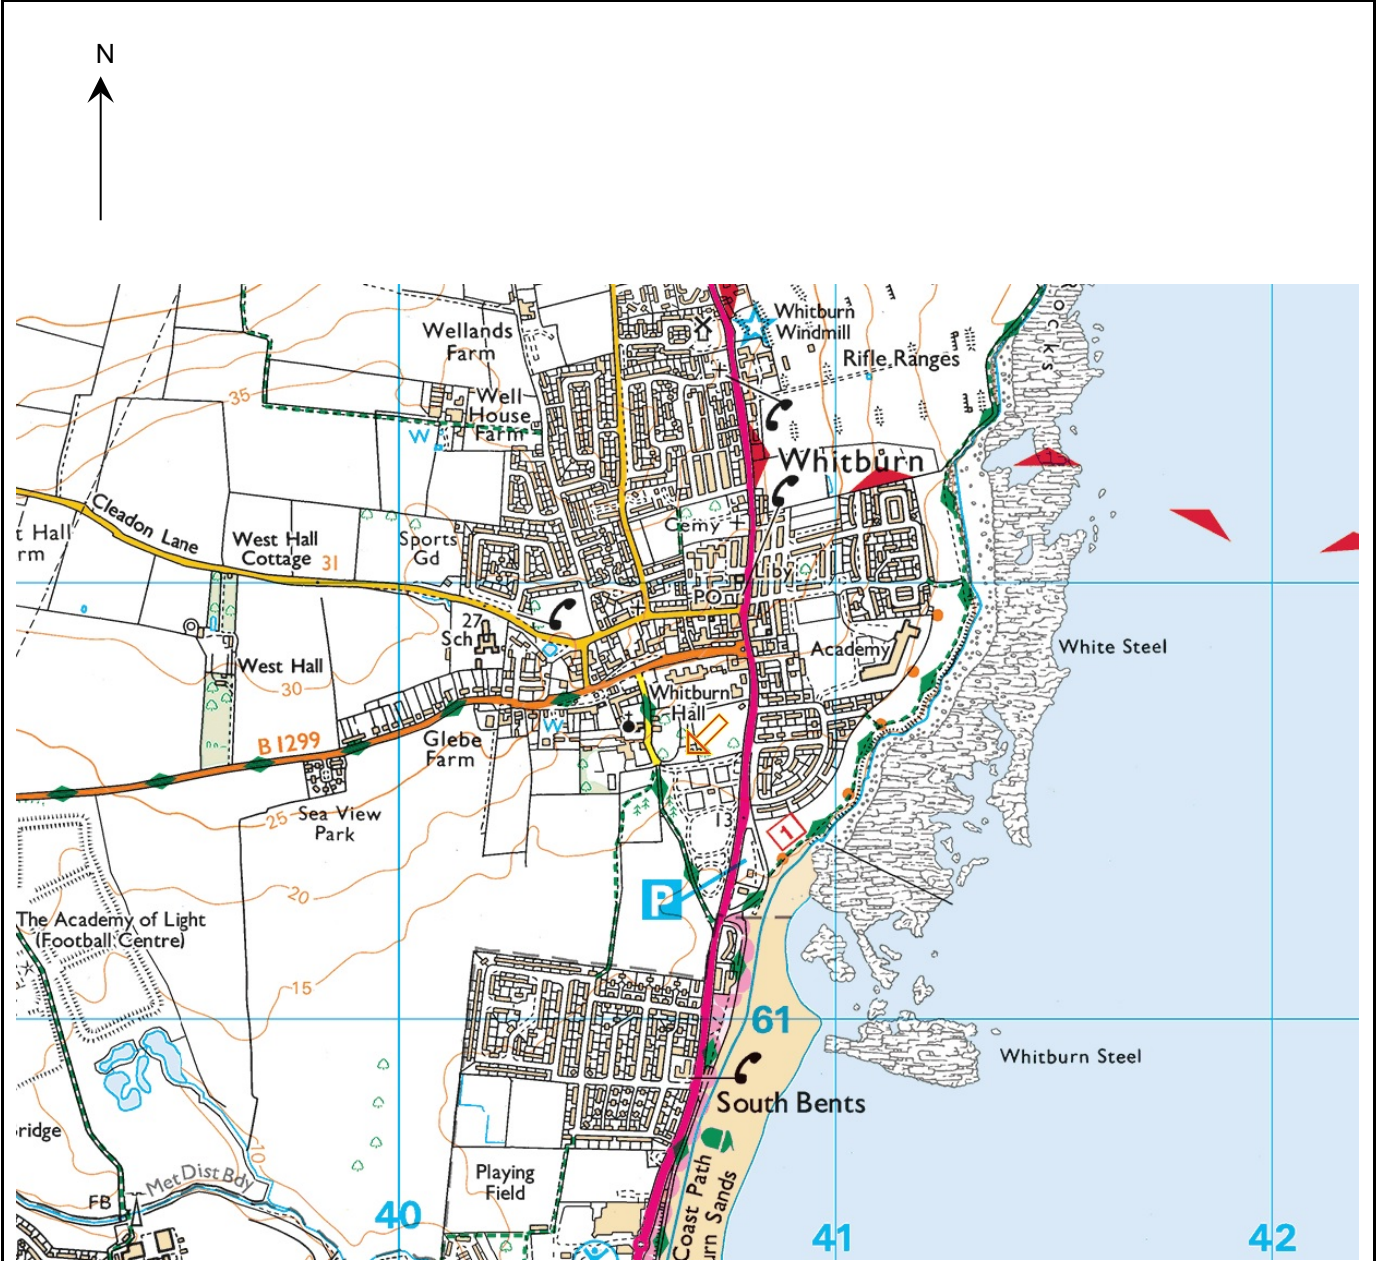 N
Whitburn
Windmill
Wellands
Farm
Rifle Ranges
ocks
35
Well
House
Farm
W
Whitburn
Cleadon Lane
t Hall
rm
West Hall
Cottage
31
Sports
Gd
Cemy
Liby
PO
27
Sch
White Steel
Academy
West Hall
30
Whitburn
Hall
W
B 1299
Glebe
Farm
Sea View
Park
25
13
1
20
P
The Academy of Light
(Football Centre)
15
61
Whitburn Steel
South Bents
ridge
10
Met Dist Bdy
Playing
Field
FB
Coast Path
urn Sands
40
41
42